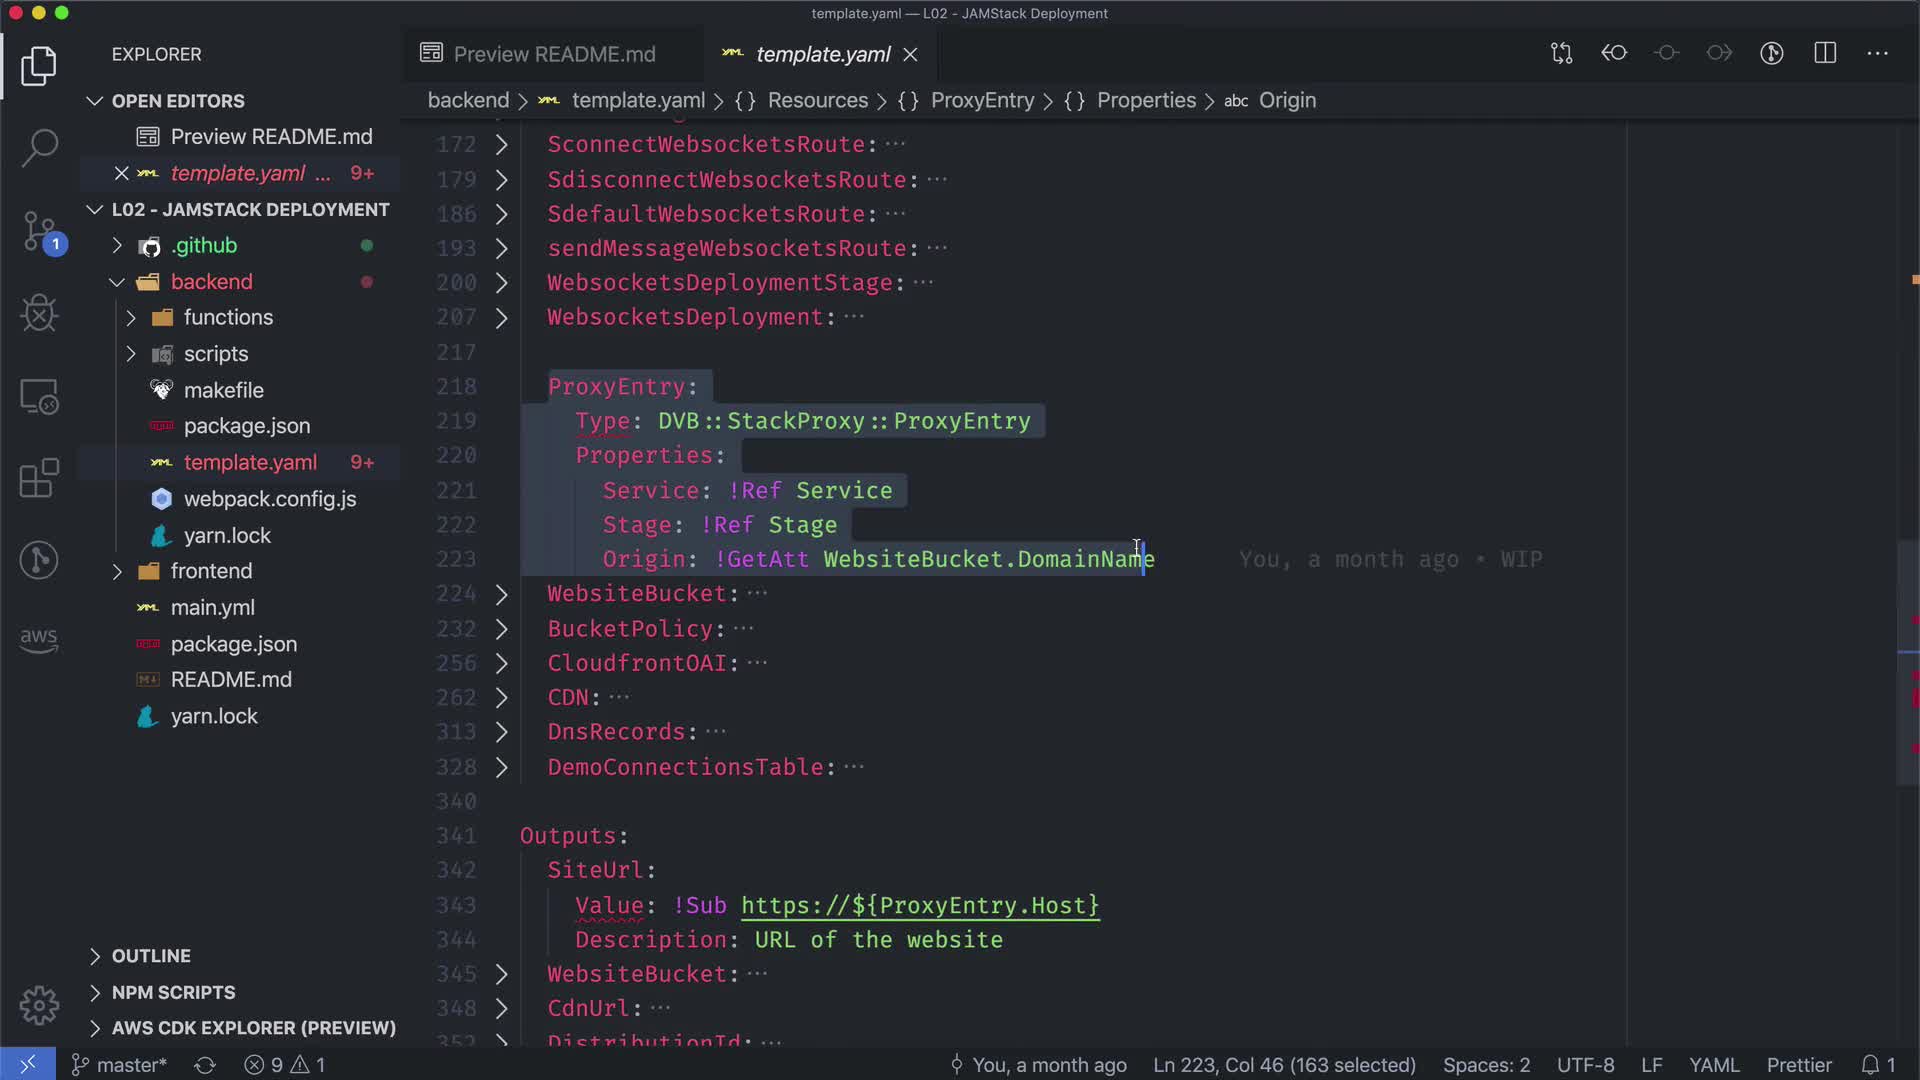 template.yaml — L02 - JAMStack Deployment
EXPLORER
OPEN EDITORS
Preview README.md
template.yaml ... 9+
L02 - JAMSTACK DEPLOYMENT
.github
backend
functions
scripts
makefile
package.json
template.yaml 9+
webpack.config.js
yarn.lock
frontend
main.yml
package.json
README.md
yarn.lock
OUTLINE
NPM SCRIPTS
AWS CDK EXPLORER (PREVIEW)
1
aws
Preview README.md
template.yaml
backend > template.yaml > {} Resources > {} ProxyEntry > {} Properties > abc Origin
172 SconnectWebsocketsRoute: ...
179 SdisconnectWebsocketsRoute: ...
186 SdefaultWebsocketsRoute: ...
193 sendMessageWebsocketsRoute: ...
200 WebsocketsDeploymentStage: ...
207 WebsocketsDeployment: ...
217
218 ProxyEntry:
219 Type: DVB::StackProxy::ProxyEntry
220 Properties:
221 Service: !Ref Service
222 Stage: !Ref Stage
223 Origin: !GetAtt WebsiteBucket.DomainName You, a month ago • WIP
224 WebsiteBucket: ...
232 BucketPolicy: ...
256 CloudfrontOAI: ...
262 CDN: ...
313 DnsRecords: ...
328 DemoConnectionsTable: ...
340
341 Outputs:
342 SiteUrl:
343 Value: !Sub https://${ProxyEntry.Host}
344 Description: URL of the website
345 WebsiteBucket: ...
348 CdnUrl: ...
352 DistributionId: ...
master* 9 1 You, a month ago Ln 223, Col 46 (163 selected) Spaces: 2 UTF-8 LF YAML Prettier 1